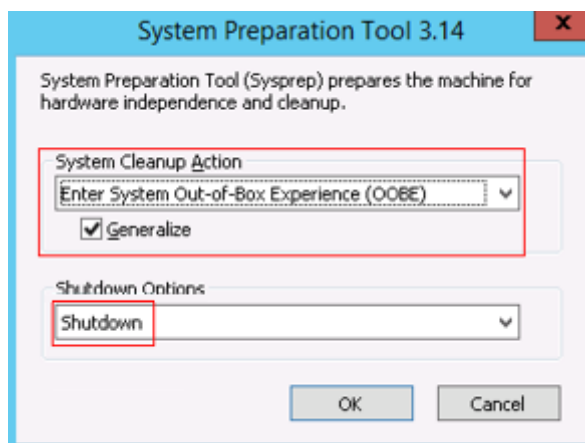 System Preparation Tool 3.14
x
System Preparation Tool (Sysprep) prepares the machine for
hardware independence and cleanup.
System Cleanup Action
Enter System Out-of-Box Experience (OOBE)
Generalize
Shutdown Options
Shutdown
OK
Cancel